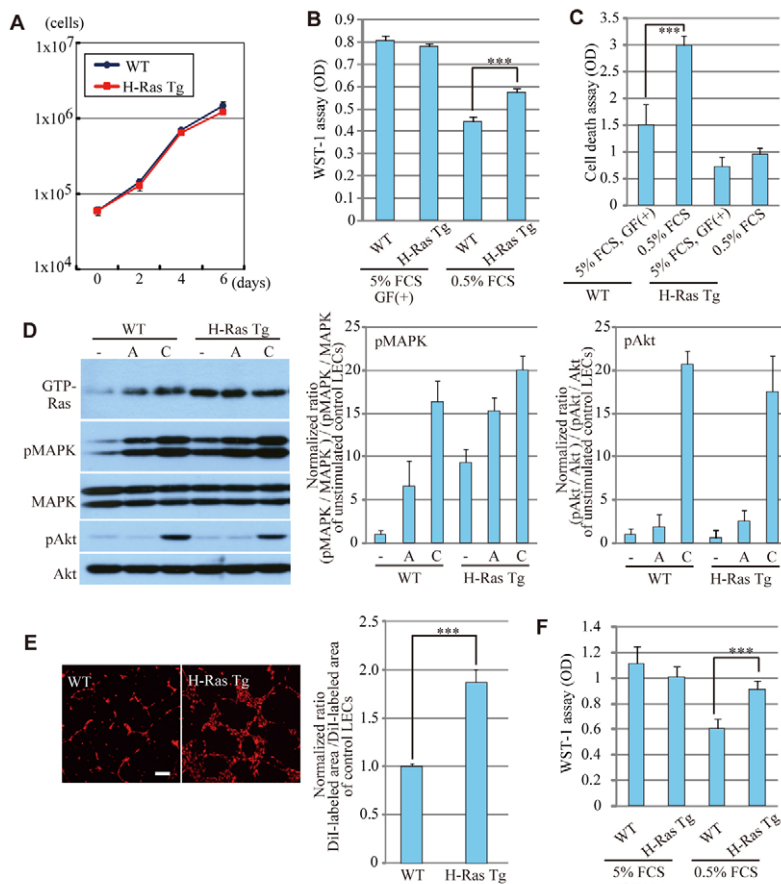 A
(cells)
1x10^7
1x10^6
1x10^5
1x10^4
WT
H-Ras Tg
0 2 4 6 (days)
B
WST-1 assay (OD)
0.9
0.8
0.7
0.6
0.5
0.4
0.3
0.2
0.1
0
***
WT
H-Ras Tg
WT
H-Ras Tg
5% FCS
GF(+)
0.5% FCS
C
Cell death assay (OD)
3.5
3
2.5
2
1.5
1
0.5
0
***
5% FCS, GF(+)
0.5% FCS
5% FCS, GF(+)
0.5% FCS
WT
H-Ras Tg
D
WT H-Ras Tg
- A C - A C
GTP-
Ras
pMAPK
MAPK
pAkt
Akt
Normalized ratio
(pMAPK / MAPK ) / (pMAPK / MAPK
of unstimulated control LECs)
pMAPK
25
20
15
10
5
0
- A C - A C
WT H-Ras Tg
Normalized ratio
(pAkt / Akt ) / (pAkt / Akt
of unstimulated control LECs)
pAkt
25
20
15
10
5
0
- A C - A C
WT H-Ras Tg
E
WT
H-Ras Tg
Normalized ratio
DiI-labeled area /DiI-labeled area
of control LECs
2.5
2.0
1.5
1.0
0.5
0
***
WT H-Ras Tg
F
WST-1 assay (OD)
1.4
1.2
1
0.8
0.6
0.4
0.2
0
***
WT
H-Ras Tg
WT
H-Ras Tg
5% FCS 0.5% FCS